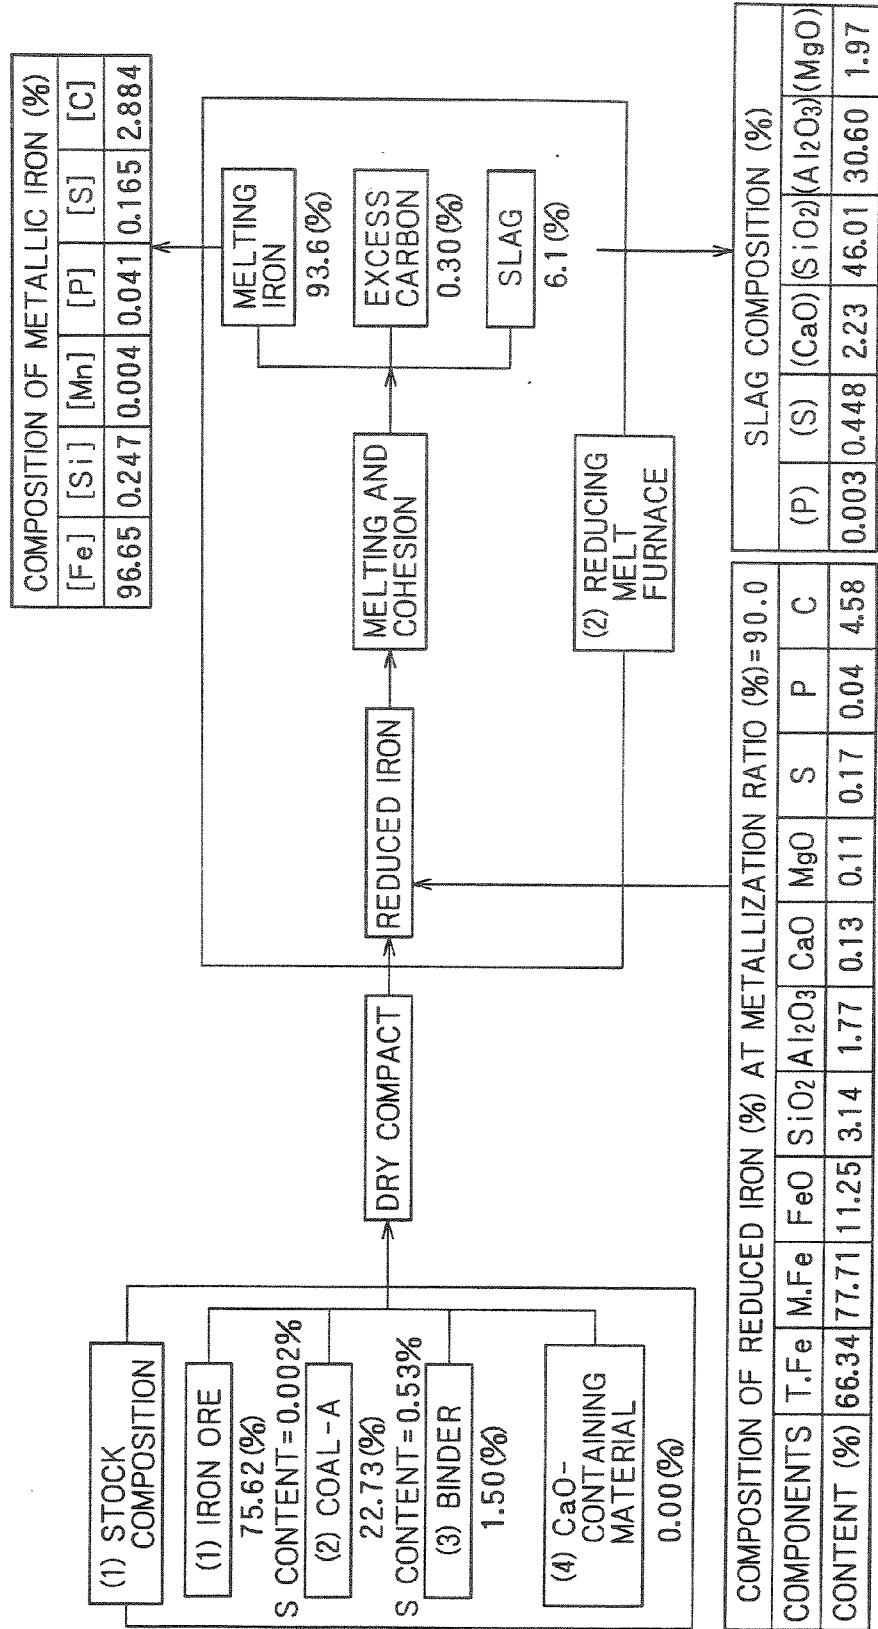 (1) STOCK
COMPOSITION
(1) IRON ORE
75.62(%)
S CONTENT=0.002%
(2) COAL-A
22.73(%)
S CONTENT=0.53%
(3) BINDER
1.50(%)
(4) CaO-
CONTAINING
MATERIAL
0.00(%)
DRY COMPACT
REDUCED IRON
MELTING AND
COHESION
(2) REDUCING
MELT
FURNACE
MELTING
IRON
93.6(%)
EXCESS
CARBON
0.30(%)
SLAG
6.1(%)
COMPOSITION OF METALLIC IRON (%)
[Fe] [Si] [Mn] [P] [S] [C]
96.65 0.247 0.004 0.041 0.165 2.884
COMPOSITION OF REDUCED IRON (%) AT METALLIZATION RATIO (%)=90.0
COMPONENTS T.Fe M.Fe FeO SiO2 Al2O3 CaO MgO S P C
CONTENT (%) 66.34 77.71 11.25 3.14 1.77 0.13 0.11 0.17 0.04 4.58
SLAG COMPOSITION (%)
(P) (S) (CaO) (SiO2) (Al2O3) (MgO)
0.003 0.448 2.23 46.01 30.60 1.97